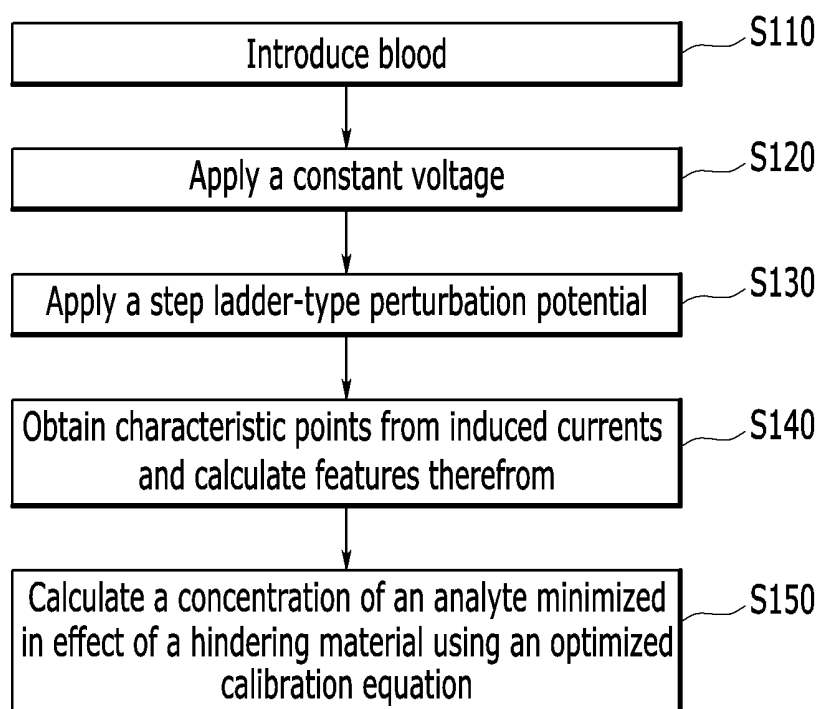 Introduce blood
S110
Apply a constant voltage
S120
Apply a step ladder-type perturbation potential
S130
Obtain characteristic points from induced currents
and calculate features therefrom
S140
Calculate a concentration of an analyte minimized
in effect of a hindering material using an optimized
calibration equation
S150